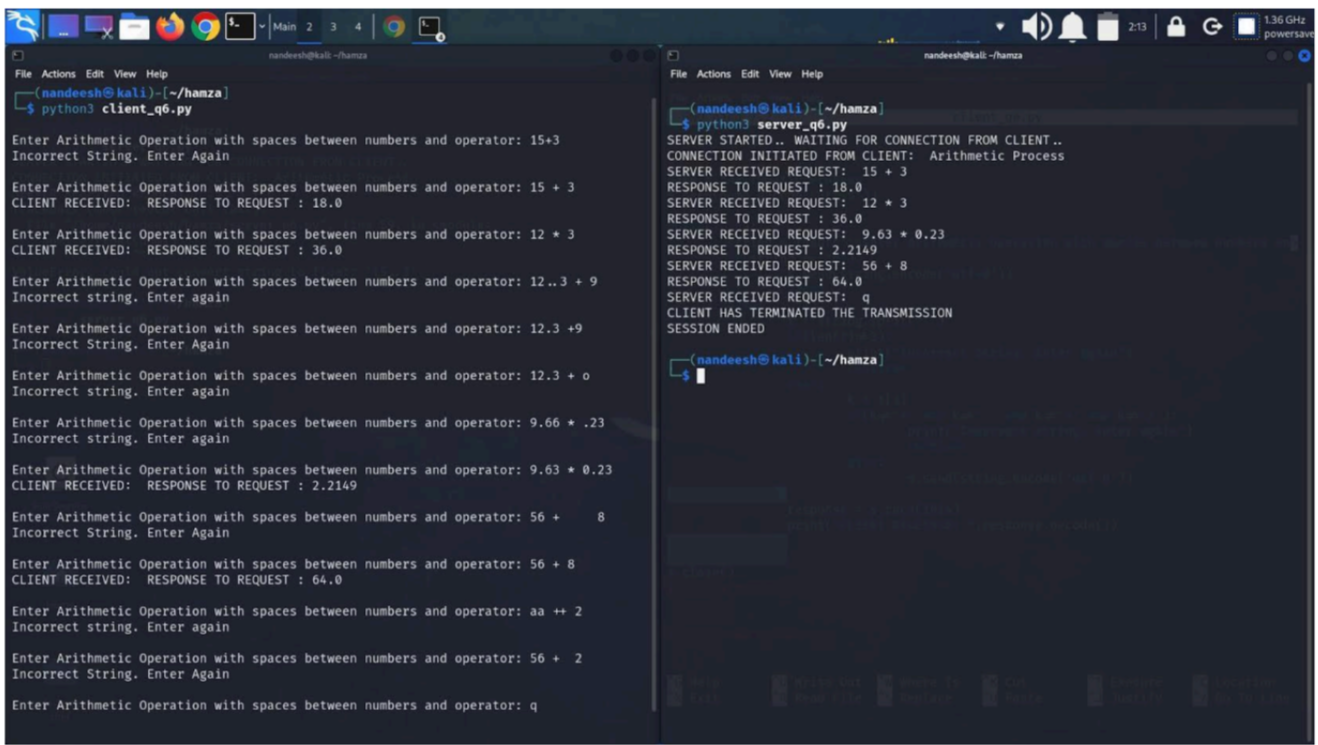 Main 2 3 4
2:13
1.36 GHz
powersave
nandeesh@kali: ~/hamza
File Actions Edit View Help
┌──(nandeesh㉿kali)-[~/hamza]
└─$ python3 client_q6.py
Enter Arithmetic Operation with spaces between numbers and operator: 15+3
Incorrect String. Enter Again
Enter Arithmetic Operation with spaces between numbers and operator: 15 + 3
CLIENT RECEIVED:  RESPONSE TO REQUEST : 18.0
Enter Arithmetic Operation with spaces between numbers and operator: 12 * 3
CLIENT RECEIVED:  RESPONSE TO REQUEST : 36.0
Enter Arithmetic Operation with spaces between numbers and operator: 12..3 + 9
Incorrect string. Enter again
Enter Arithmetic Operation with spaces between numbers and operator: 12.3 +9
Incorrect String. Enter Again
Enter Arithmetic Operation with spaces between numbers and operator: 12.3 + o
Incorrect string. Enter again
Enter Arithmetic Operation with spaces between numbers and operator: 9.66 * .23
Incorrect string. Enter again
Enter Arithmetic Operation with spaces between numbers and operator: 9.63 * 0.23
CLIENT RECEIVED:  RESPONSE TO REQUEST : 2.2149
Enter Arithmetic Operation with spaces between numbers and operator: 56 +     8
Incorrect String. Enter Again
Enter Arithmetic Operation with spaces between numbers and operator: 56 + 8
CLIENT RECEIVED:  RESPONSE TO REQUEST : 64.0
Enter Arithmetic Operation with spaces between numbers and operator: aa ++ 2
Incorrect string. Enter again
Enter Arithmetic Operation with spaces between numbers and operator: 56 +  2
Incorrect String. Enter Again
Enter Arithmetic Operation with spaces between numbers and operator: q
nandeesh@kali: ~/hamza
File Actions Edit View Help
┌──(nandeesh㉿kali)-[~/hamza]
└─$ python3 server_q6.py
SERVER STARTED.. WAITING FOR CONNECTION FROM CLIENT..
CONNECTION INITIATED FROM CLIENT:  Arithmetic Process
SERVER RECEIVED REQUEST:  15 + 3
RESPONSE TO REQUEST : 18.0
SERVER RECEIVED REQUEST:  12 * 3
RESPONSE TO REQUEST : 36.0
SERVER RECEIVED REQUEST:  9.63 * 0.23
RESPONSE TO REQUEST : 2.2149
SERVER RECEIVED REQUEST:  56 + 8
RESPONSE TO REQUEST : 64.0
SERVER RECEIVED REQUEST:  q
CLIENT HAS TERMINATED THE TRANSMISSION
SESSION ENDED
┌──(nandeesh㉿kali)-[~/hamza]
└─$